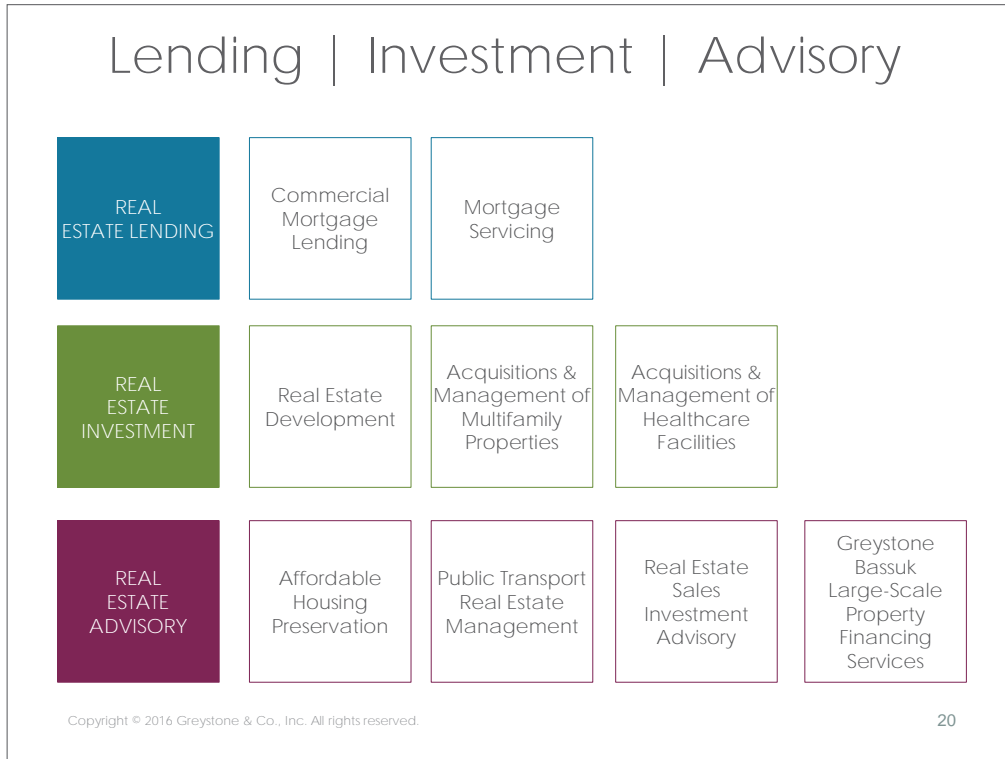 Lending | Investment | Advisory
REAL
ESTATE LENDING
Commercial
Mortgage
Lending
Mortgage
Servicing
REAL
ESTATE
INVESTMENT
Real Estate
Development
Acquisitions &
Management of
Multifamily
Properties
Acquisitions &
Management of
Healthcare
Facilities
REAL
ESTATE
ADVISORY
Affordable
Housing
Preservation
Public Transport
Real Estate
Management
Real Estate
Sales
Investment
Advisory
Greystone
Bassuk
Large-Scale
Property
Financing
Services
Copyright © 2016 Greystone & Co., Inc. All rights reserved.
20